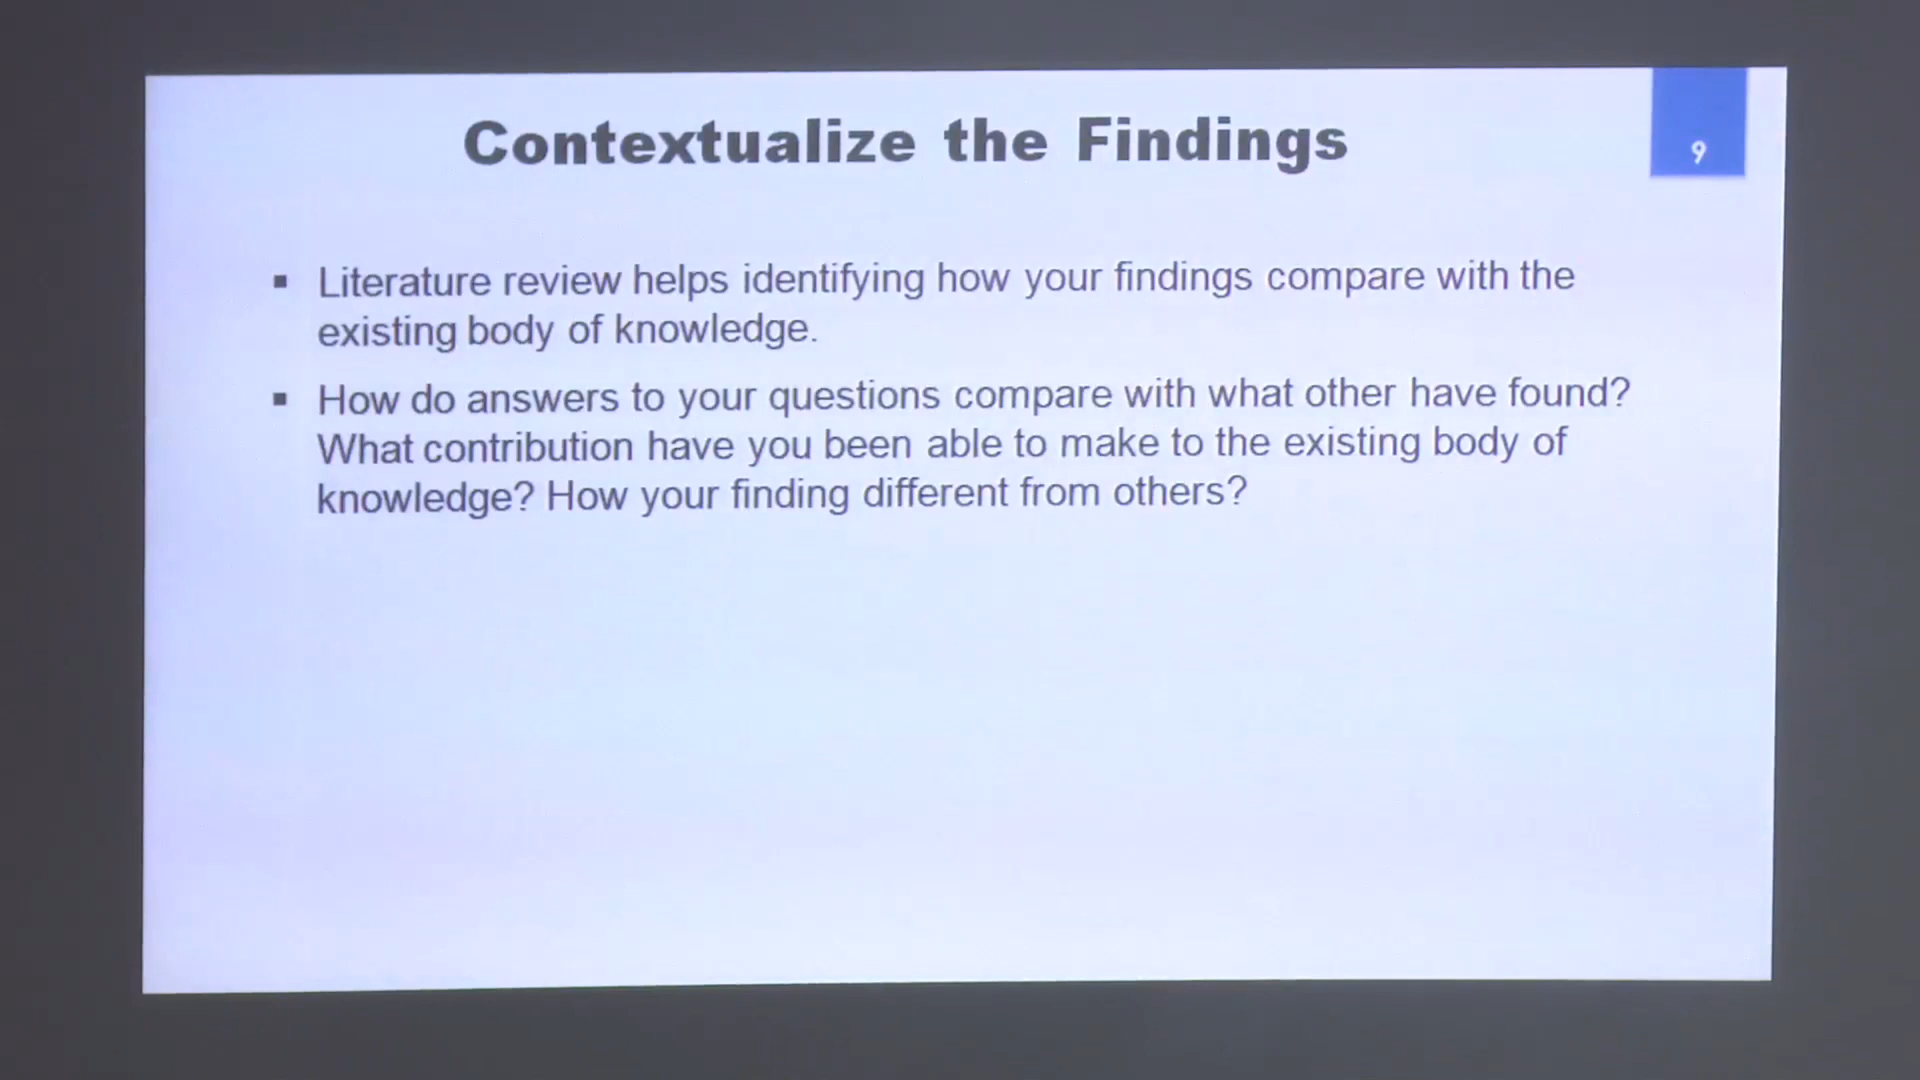 Contextualize the Findings
9
▪ Literature review helps identifying how your findings compare with the
existing body of knowledge.
▪ How do answers to your questions compare with what other have found?
What contribution have you been able to make to the existing body of
knowledge? How your finding different from others?